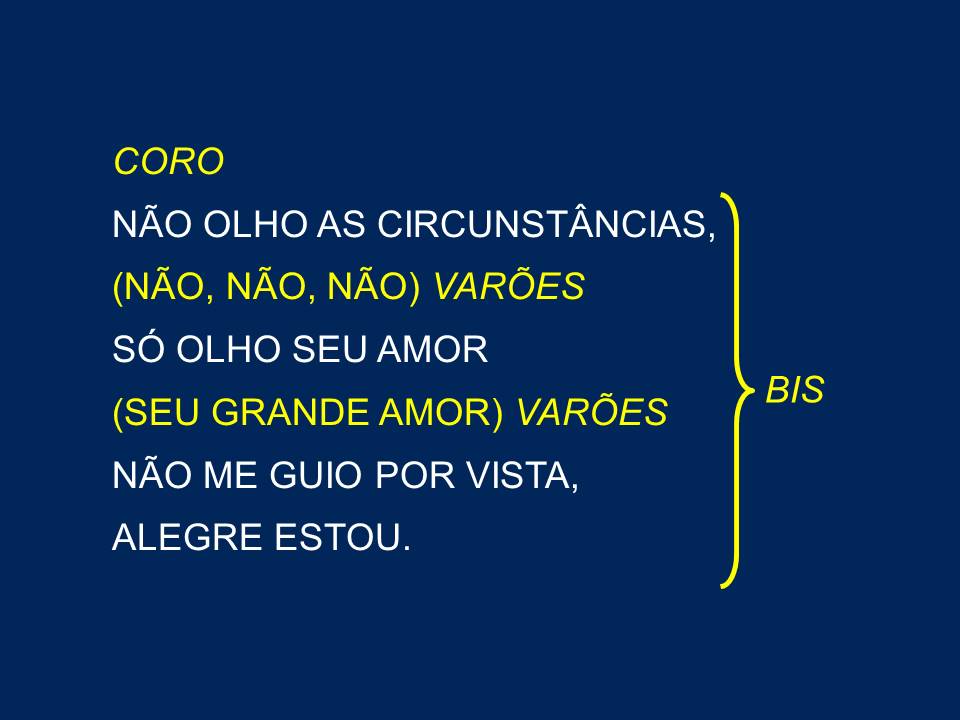 CORO
NÃO OLHO AS CIRCUNSTÂNCIAS,
(NÃO, NÃO, NÃO) VARÕES
SÓ OLHO SEU AMOR
(SEU GRANDE AMOR) VARÕES
NÃO ME GUIO POR VISTA,
ALEGRE ESTOU.
BIS